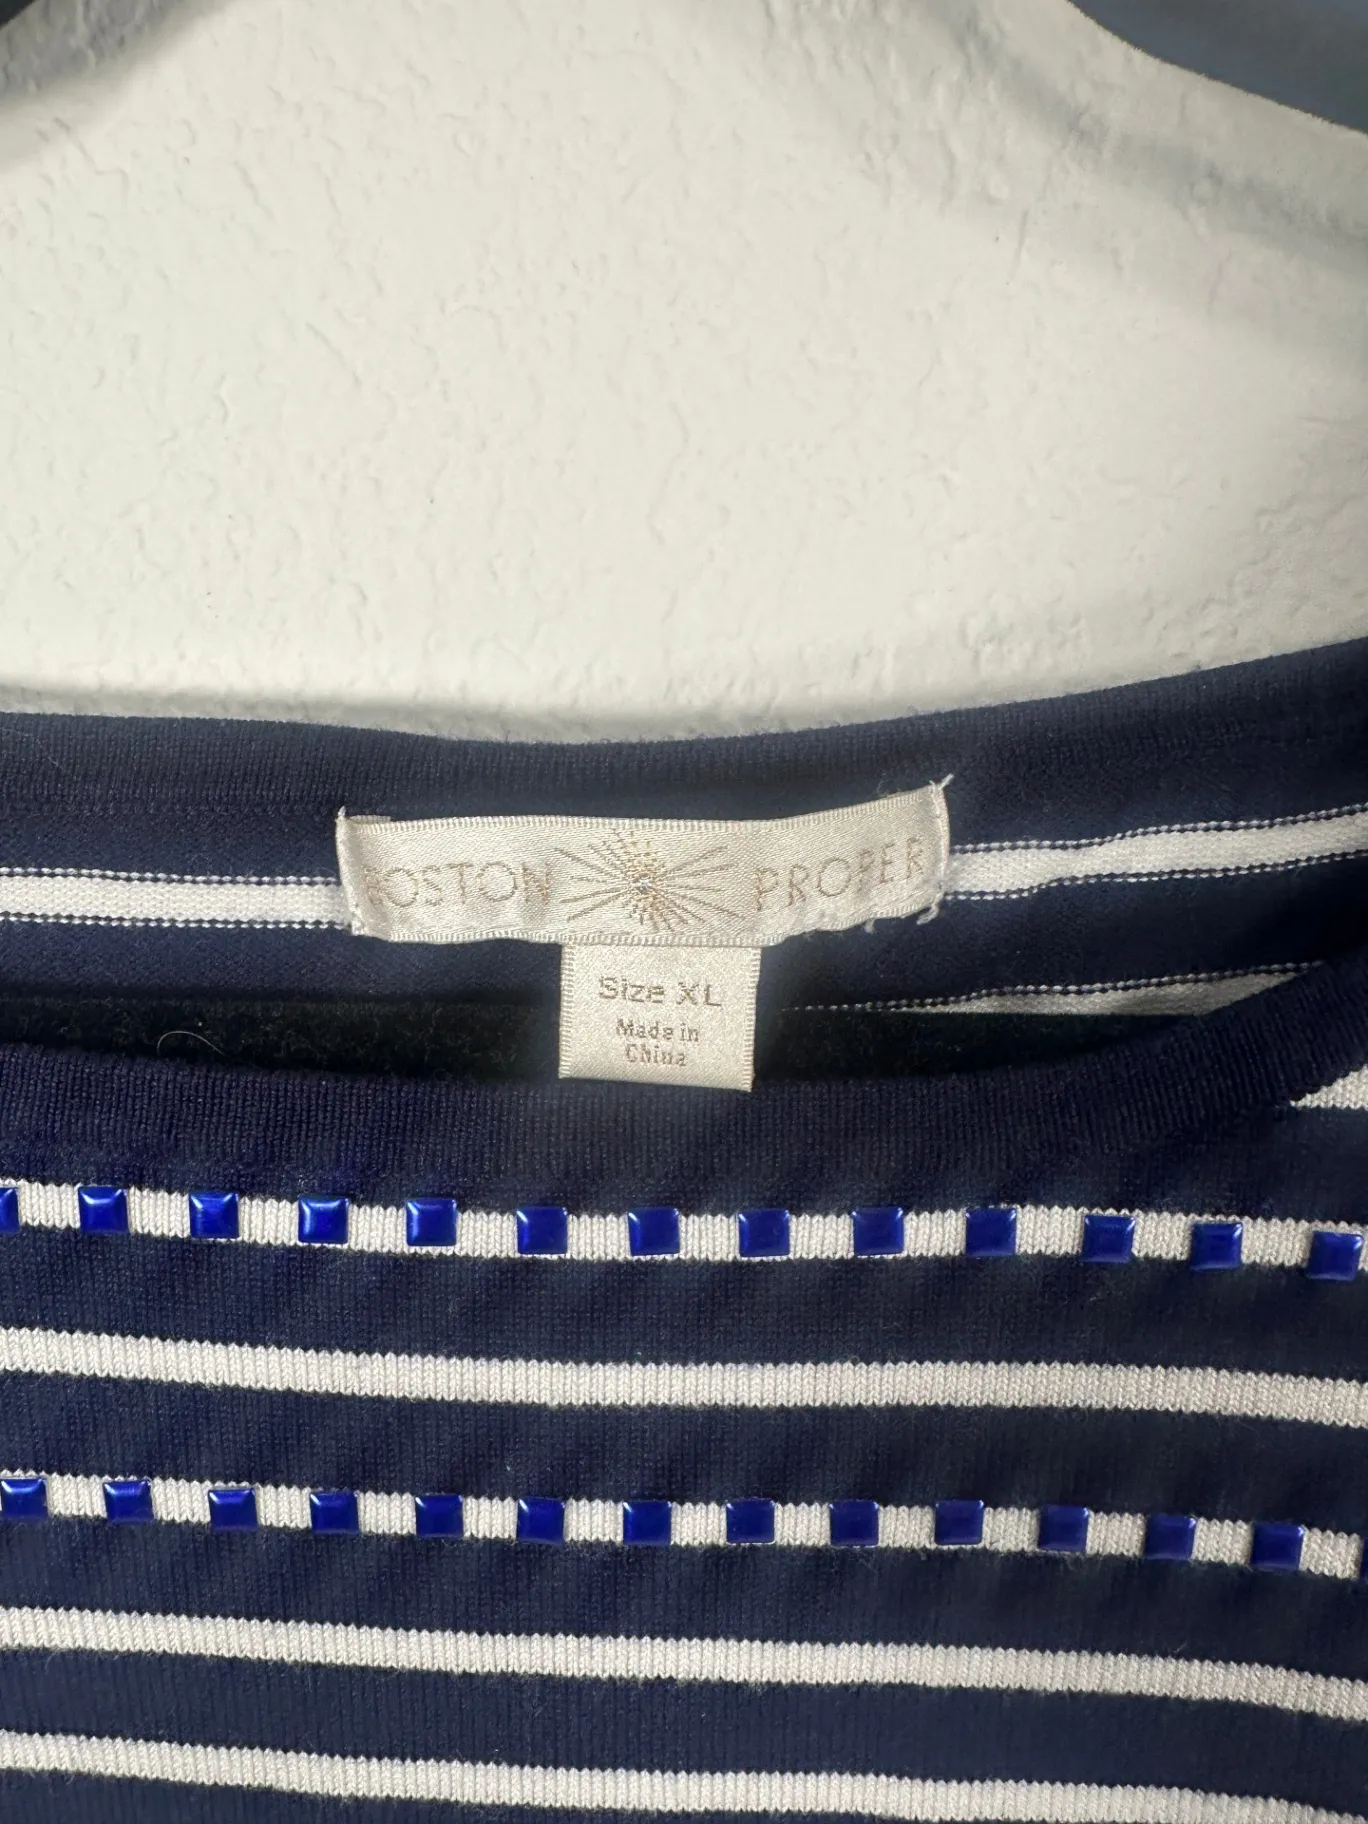 BOSTON PROPER
Size XL
Made in
China